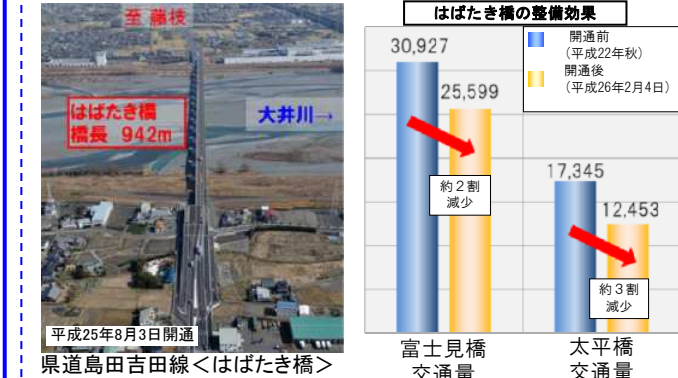 至 藤枝
はばたき橋
橋長 942m
大井川→
平成25年8月3日開通
県道島田吉田線<はばたき橋>
はばたき橋の整備効果
開通前
(平成22年秋)
開通後
(平成26年2月4日)
30,927
25,599
約2割
減少
17,345
12,453
約3割
減少
富士見橋
交通量
太平橋
交通量